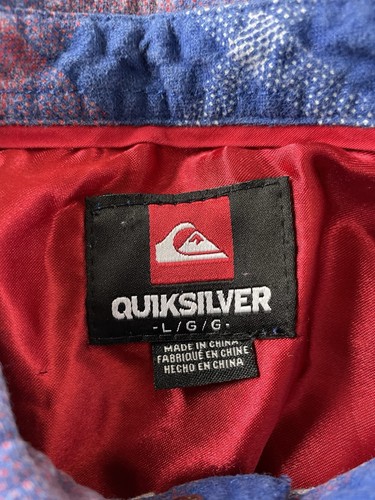 QUIKSILVER
-L/G/G-
MADE IN CHINA
FABRIQUÉ EN CHINE
HECHO EN CHINA